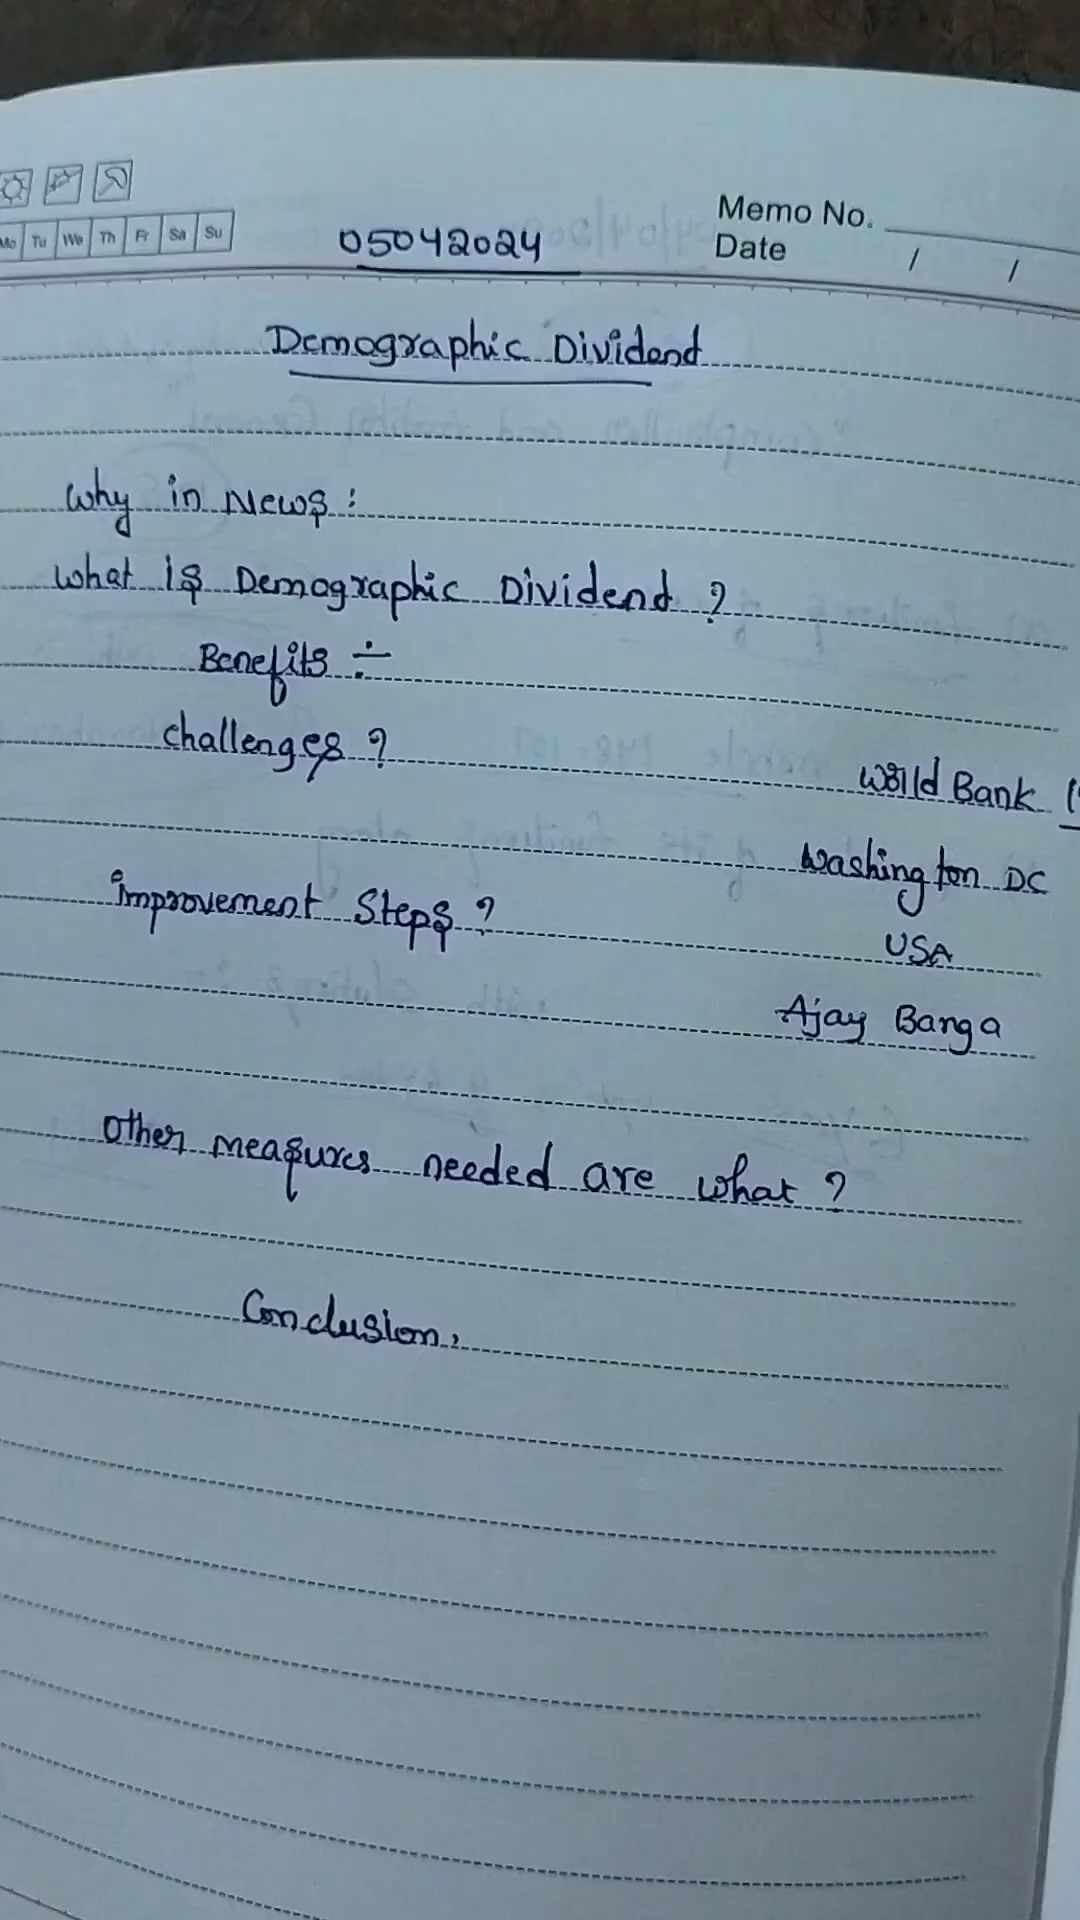 Memo No.
Mo Tu We Th Fr Sa Su
05042024
Date / /
Demographic Dividend
Why in News :
What is Demographic Dividend ?
Benefits ÷
Challenges ?
World Bank
Washington DC
Improvement Steps ?
USA
Ajay Banga
Other measures needed are what ?
Conclusion.